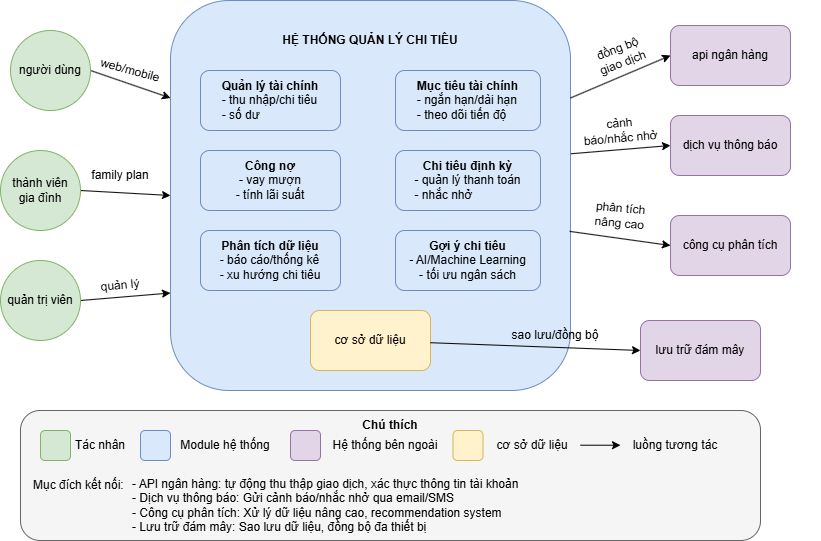 HỆ THỐNG QUẢN LÝ CHI TIÊU
người dùng
web/mobile
thành viên
gia đình
family plan
quản trị viên
quản lý
Quản lý tài chính
- thu nhập/chi tiêu
- số dư
Mục tiêu tài chính
- ngắn hạn/dài hạn
- theo dõi tiến độ
Công nợ
- vay mượn
- tính lãi suất
Chi tiêu định kỳ
- quản lý thanh toán
- nhắc nhở
Phân tích dữ liệu
- báo cáo/thống kê
- xu hướng chi tiêu
Gợi ý chi tiêu
- AI/Machine Learning
- tối ưu ngân sách
cơ sở dữ liệu
đồng bộ
giao dịch
api ngân hàng
cảnh
báo/nhắc nhở
dịch vụ thông báo
phân tích
nâng cao
công cụ phân tích
sao lưu/đồng bộ
lưu trữ đám mây
Chú thích
Tác nhân
Module hệ thống
Hệ thống bên ngoài
cơ sở dữ liệu
luồng tương tác
Mục đích kết nối:
- API ngân hàng: tự động thu thập giao dịch, xác thực thông tin tài khoản
- Dịch vụ thông báo: Gửi cảnh báo/nhắc nhở qua email/SMS
- Công cụ phân tích: Xử lý dữ liệu nâng cao, recommendation system
- Lưu trữ đám mây: Sao lưu dữ liệu, đồng bộ đa thiết bị